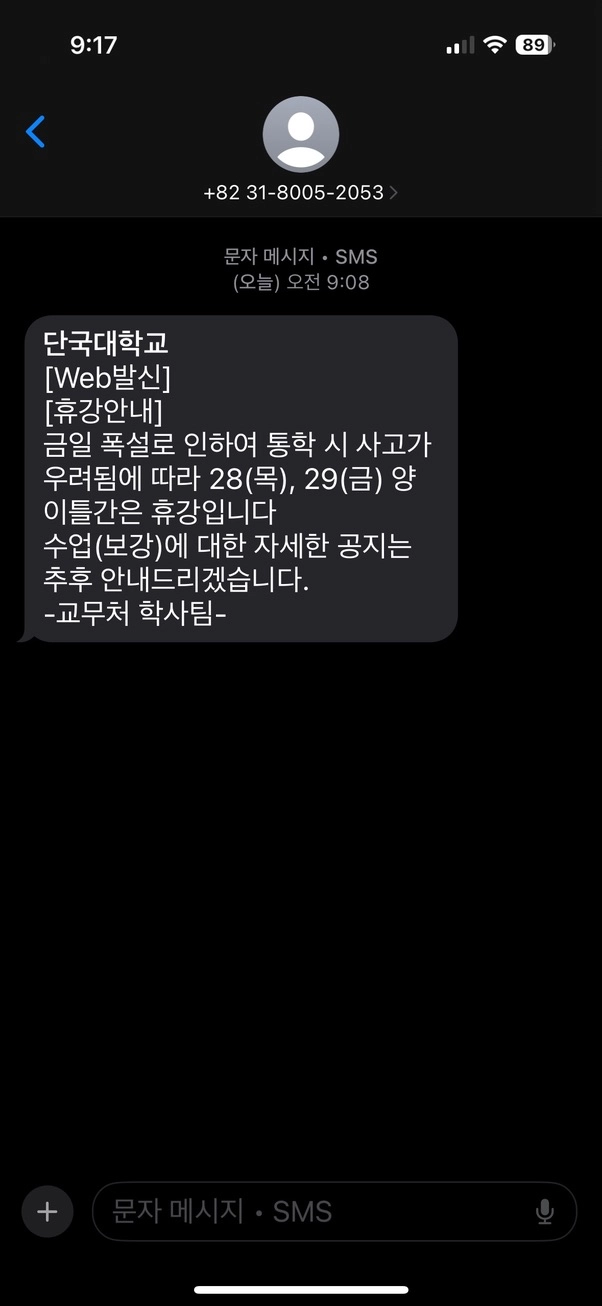 9:17
89
+82 31-8005-2053
문자 메시지 • SMS
(오늘) 오전 9:08
단국대학교
[Web발신]
[휴강안내]
금일 폭설로 인하여 통학 시 사고가
우려됨에 따라 28(목), 29(금) 양
이틀간은 휴강입니다
수업(보강)에 대한 자세한 공지는
추후 안내드리겠습니다.
-교무처 학사팀-
문자 메시지 • SMS